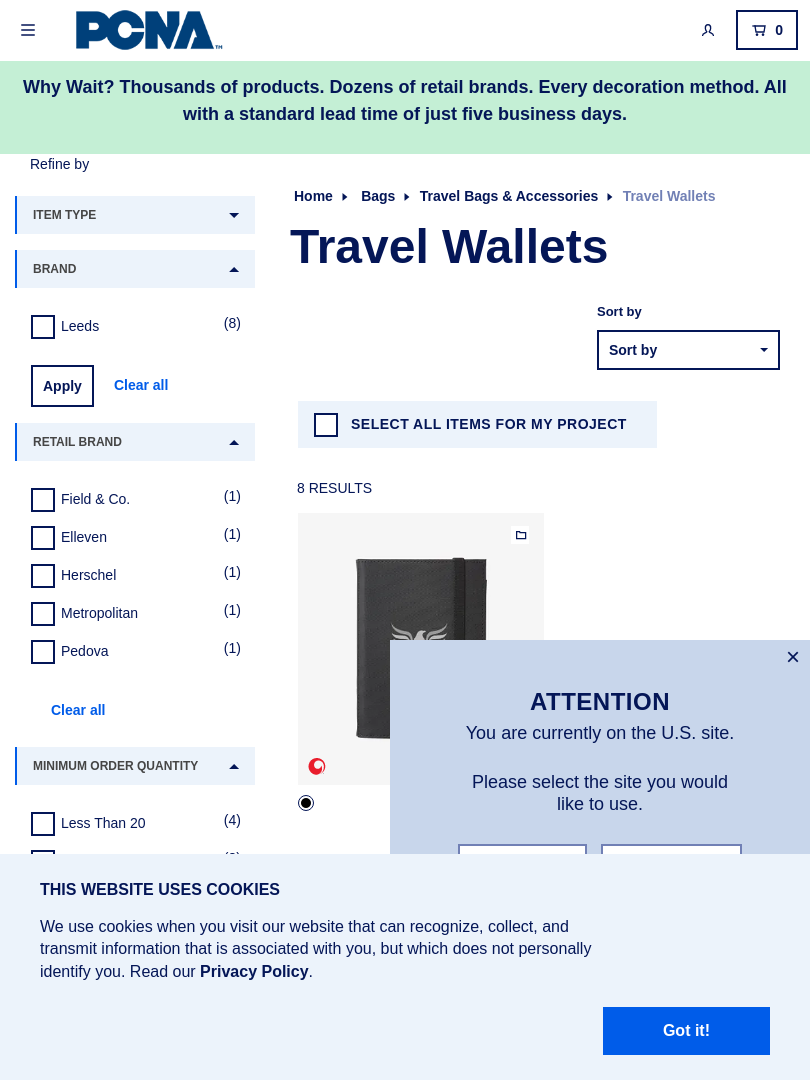 PCNA™
0
Why Wait? Thousands of products. Dozens of retail brands. Every decoration method. All
with a standard lead time of just five business days.
Refine by
Home Bags Travel Bags & Accessories Travel Wallets
ITEM TYPE
Travel Wallets
BRAND
Leeds (8)
Sort by
Sort by
Apply Clear all
SELECT ALL ITEMS FOR MY PROJECT
RETAIL BRAND
8 RESULTS
Field & Co. (1)
Elleven (1)
Herschel (1)
Metropolitan (1)
Pedova (1)
Clear all
MINIMUM ORDER QUANTITY
Less Than 20 (4)
ATTENTION
You are currently on the U.S. site.
Please select the site you would
like to use.
THIS WEBSITE USES COOKIES
We use cookies when you visit our website that can recognize, collect, and
transmit information that is associated with you, but which does not personally
identify you. Read our Privacy Policy.
Got it!